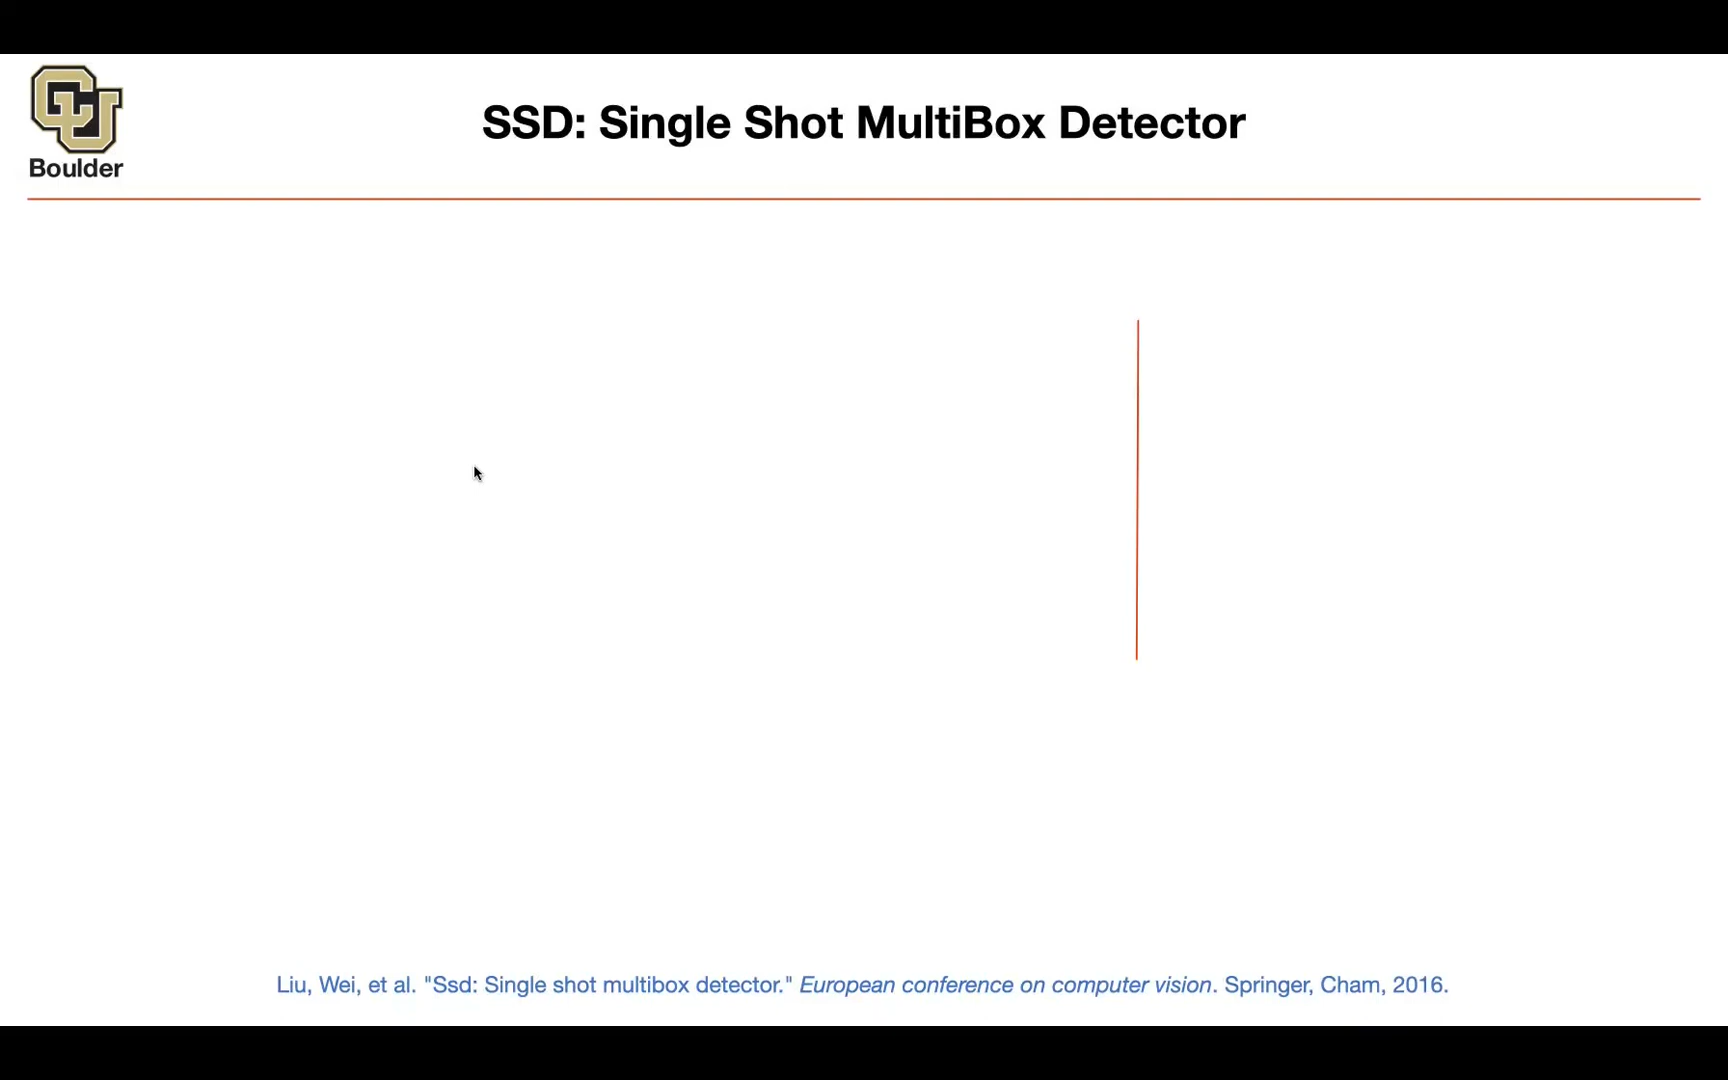 CU
Boulder
SSD: Single Shot MultiBox Detector
Liu, Wei, et al. "Ssd: Single shot multibox detector." European conference on computer vision. Springer, Cham, 2016.